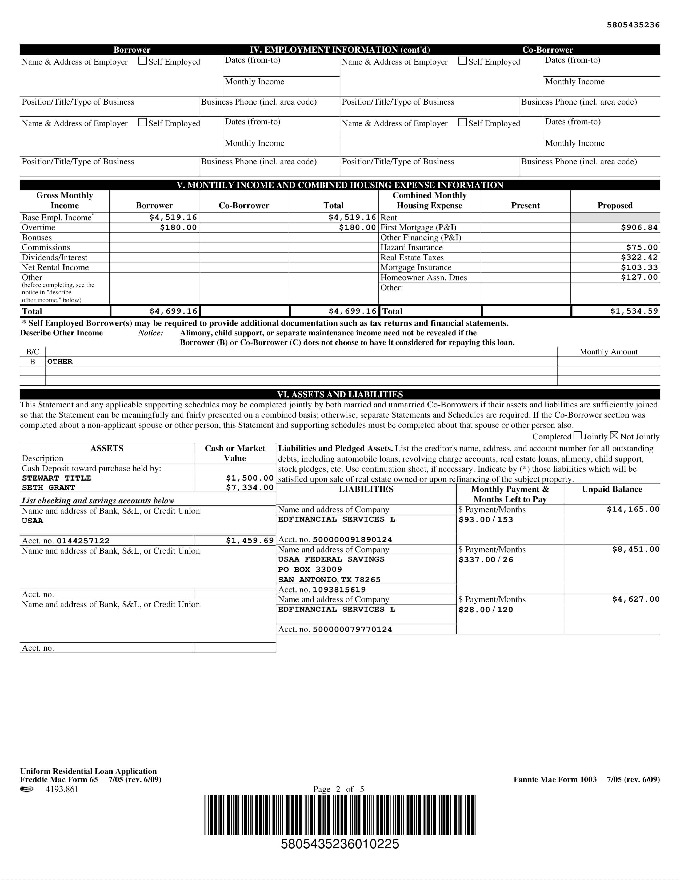 5805435236
Borrower IV. EMPLOYMENT INFORMATION (cont'd) Co-Borrower
Name & Address of Employer Self Employed Dates (from-to) Name & Address of Employer Self Employed Dates (from-to)
Monthly Income Monthly Income
Position/Title/Type of Business Business Phone (incl. area code) Position/Title/Type of Business Business Phone (incl. area code)
Name & Address of Employer Self Employed Dates (from-to) Name & Address of Employer Self Employed Dates (from-to)
Monthly Income Monthly Income
Position/Title/Type of Business Business Phone (incl. area code) Position/Title/Type of Business Business Phone (incl. area code)
V. MONTHLY INCOME AND COMBINED HOUSING EXPENSE INFORMATION
Gross Monthly Income Borrower Co-Borrower Total Combined Monthly Housing Expense Present Proposed
Base Empl. Income* $4,519.16 $4,519.16 Rent
Overtime $180.00 $180.00 First Mortgage (P&I) $906.84
Bonuses Other Financing (P&I)
Commissions Hazard Insurance $75.00
Dividends/Interest Real Estate Taxes $322.42
Net Rental Income Mortgage Insurance $103.33
Other Homeowner Assn. Dues $127.00
(before completing, see the Other
notice in "describe
other income," below)
Total $4,699.16 $4,699.16 Total $1,534.59
* Self Employed Borrower(s) may be required to provide additional documentation such as tax returns and financial statements.
Describe Other Income Notice: Alimony, child support, or separate maintenance income need not be revealed if the
Borrower (B) or Co-Borrower (C) does not choose to have it considered for repaying this loan.
B/C Monthly Amount
B OTHER
VI. ASSETS AND LIABILITIES
This Statement and any applicable supporting schedules may be completed jointly by both married and unmarried Co-Borrowers if their assets and liabilities are sufficiently joined
so that the Statement can be meaningfully and fairly presented on a combined basis; otherwise, separate Statements and Schedules are required. If the Co-Borrower section was
completed about a non-applicant spouse or other person, this Statement and supporting schedules must be completed about that spouse or other person also.
Completed Jointly Not Jointly
ASSETS Cash or Market Value
Description
Cash Deposit toward purchase held by:
STEWART TITLE $1,500.00
SETH GRANT $7,334.00
List checking and savings accounts below
Name and address of Bank, S&L, or Credit Union
USAA
Acct. no. 0144257122 $1,459.69
Name and address of Bank, S&L, or Credit Union
Acct. no.
Name and address of Bank, S&L, or Credit Union
Acct. no.
Liabilities and Pledged Assets. List the creditor's name, address, and account number for all outstanding
debts, including automobile loans, revolving charge accounts, real estate loans, alimony, child support,
stock pledges, etc. Use continuation sheet, if necessary. Indicate by (*) those liabilities which will be
satisfied upon sale of real estate owned or upon refinancing of the subject property.
LIABILITIES Monthly Payment & Months Left to Pay Unpaid Balance
Name and address of Company $ Payment/Months $14,165.00
EDFINANCIAL SERVICES L $93.00/153
Acct. no. 500000091890124
Name and address of Company $ Payment/Months $8,451.00
USAA FEDERAL SAVINGS $337.00/26
PO BOX 33009
SAN ANTONIO, TX 78265
Acct. no. 1093815619
Name and address of Company $ Payment/Months $4,627.00
EDFINANCIAL SERVICES L $28.00/120
Acct. no. 500000079770124
Uniform Residential Loan Application
Freddie Mac Form 65 7/05 (rev. 6/09) Fannie Mae Form 1003 7/05 (rev. 6/09)
4193.861 Page 2 of 5
5805435236010225